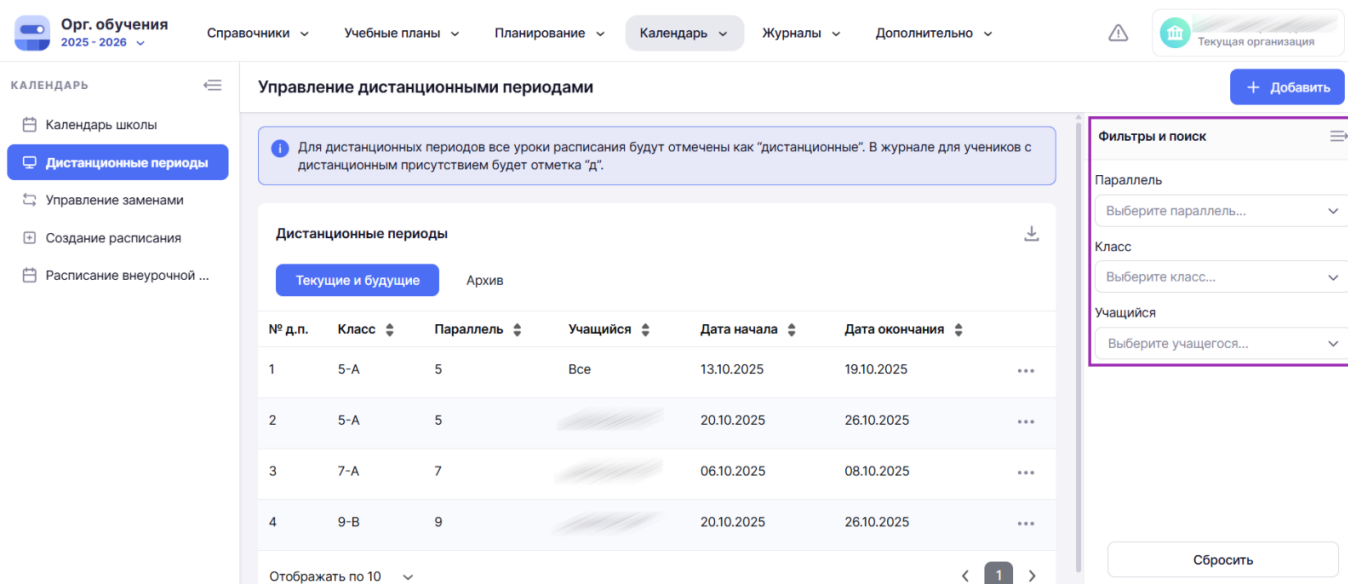 Орг. обучения
2025 - 2026
Справочники
Учебные планы
Планирование
Календарь
Журналы
Дополнительно
Текущая организация
КАЛЕНДАРЬ
Календарь школы
Дистанционные периоды
Управление заменами
Создание расписания
Расписание внеурочной ...
Управление дистанционными периодами
+ Добавить
Для дистанционных периодов все уроки расписания будут отмечены как "дистанционные". В журнале для учеников с
дистанционным присутствием будет отметка "д".
Дистанционные периоды
Текущие и будущие Архив
№ д.п. Класс Параллель Учащийся Дата начала Дата окончания
1 5-А 5 Все 13.10.2025 19.10.2025
2 5-А 5 20.10.2025 26.10.2025
3 7-А 7 06.10.2025 08.10.2025
4 9-В 9 20.10.2025 26.10.2025
Отображать по 10
1
Фильтры и поиск
Параллель
Выберите параллель...
Класс
Выберите класс...
Учащийся
Выберите учащегося...
Сбросить